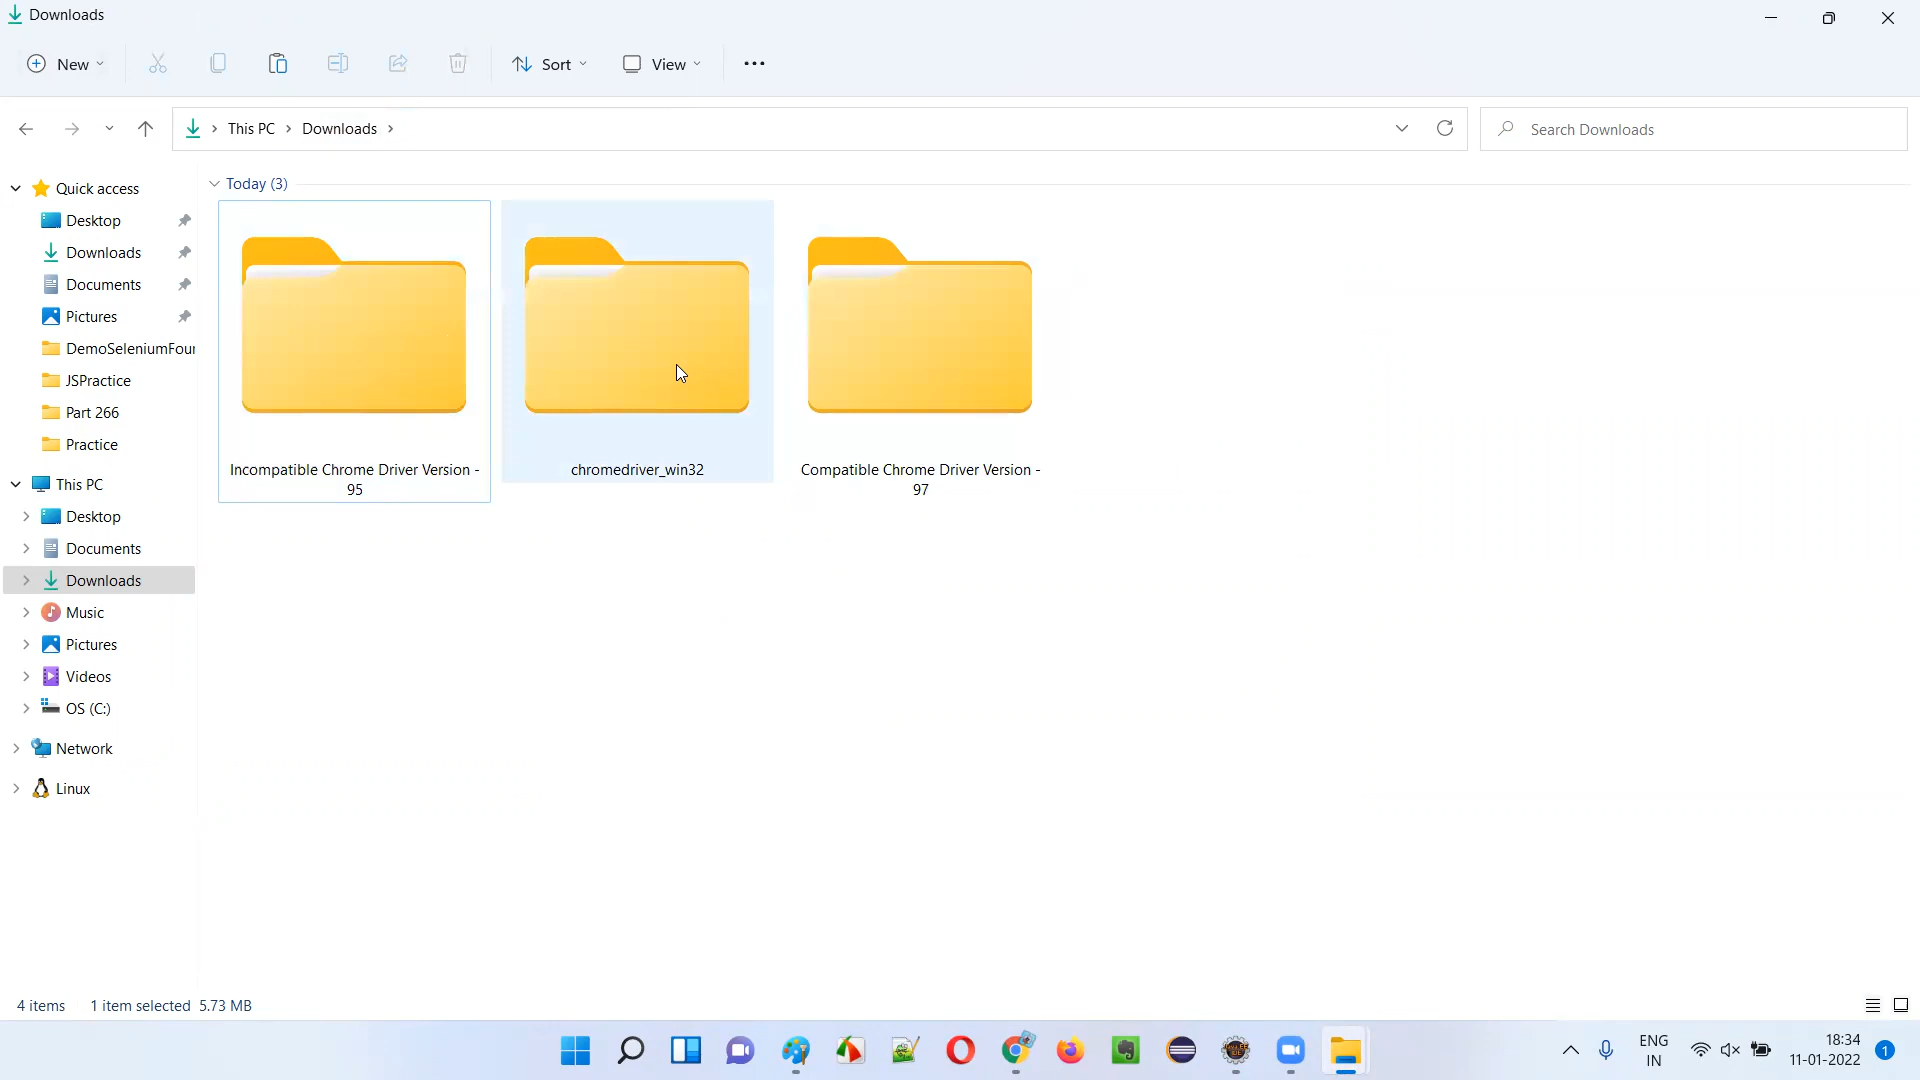 Downloads
New
Sort
View
This PC
Downloads
Search Downloads
Quick access
Desktop
Downloads
Documents
Pictures
DemoSeleniumFour
JSPractice
Part 266
Practice
This PC
Desktop
Documents
Downloads
Music
Pictures
Videos
OS (C:)
Network
Linux
Today (3)
Incompatible Chrome Driver Version -
95
chromedriver_win32
Compatible Chrome Driver Version -
97
4 items
1 item selected 5.73 MB
ENG
IN
18:34
11-01-2022
1